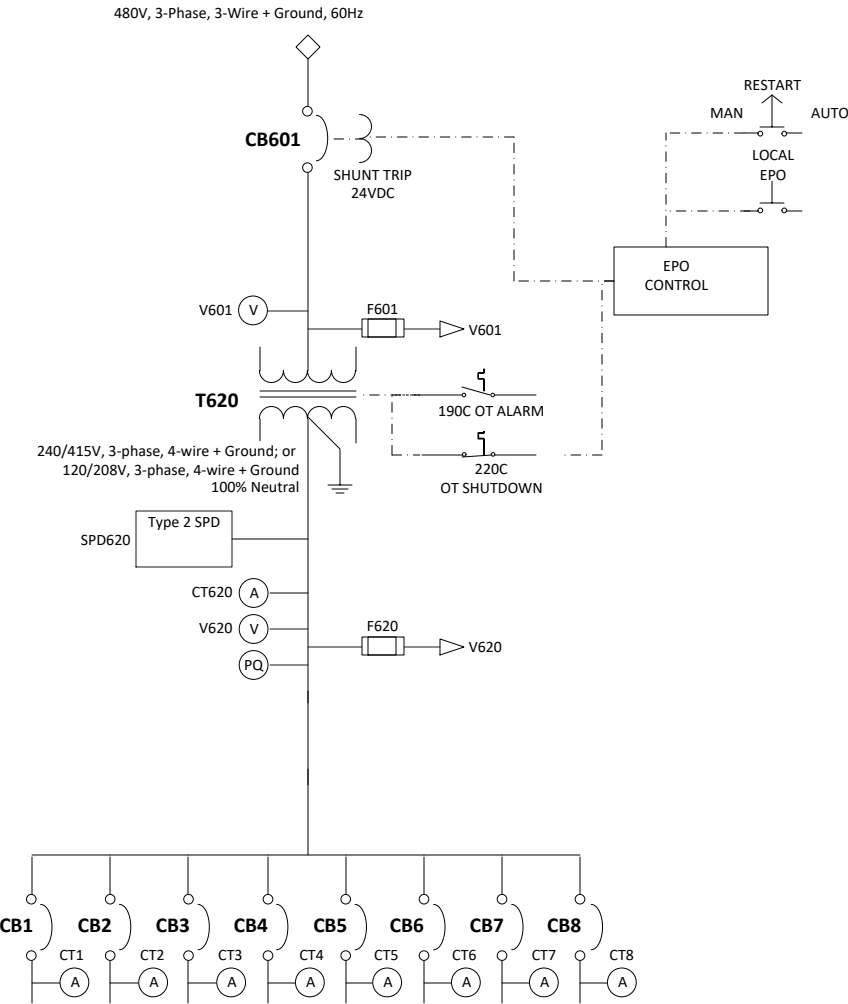 480V, 3-Phase, 3-Wire + Ground, 60Hz
RESTART
MAN
AUTO
CB601
SHUNT TRIP
24VDC
LOCAL
EPO
EPO
CONTROL
V601
V
F601
V601
T620
190C OT ALARM
240/415V, 3-phase, 4-wire + Ground; or
120/208V, 3-phase, 4-wire + Ground
100% Neutral
220C
OT SHUTDOWN
Type 2 SPD
SPD620
CT620
A
V620
V
F620
V620
PQ
CB1
CB2
CB3
CB4
CB5
CB6
CB7
CB8
CT1
CT2
CT3
CT4
CT5
CT6
CT7
CT8
A
A
A
A
A
A
A
A